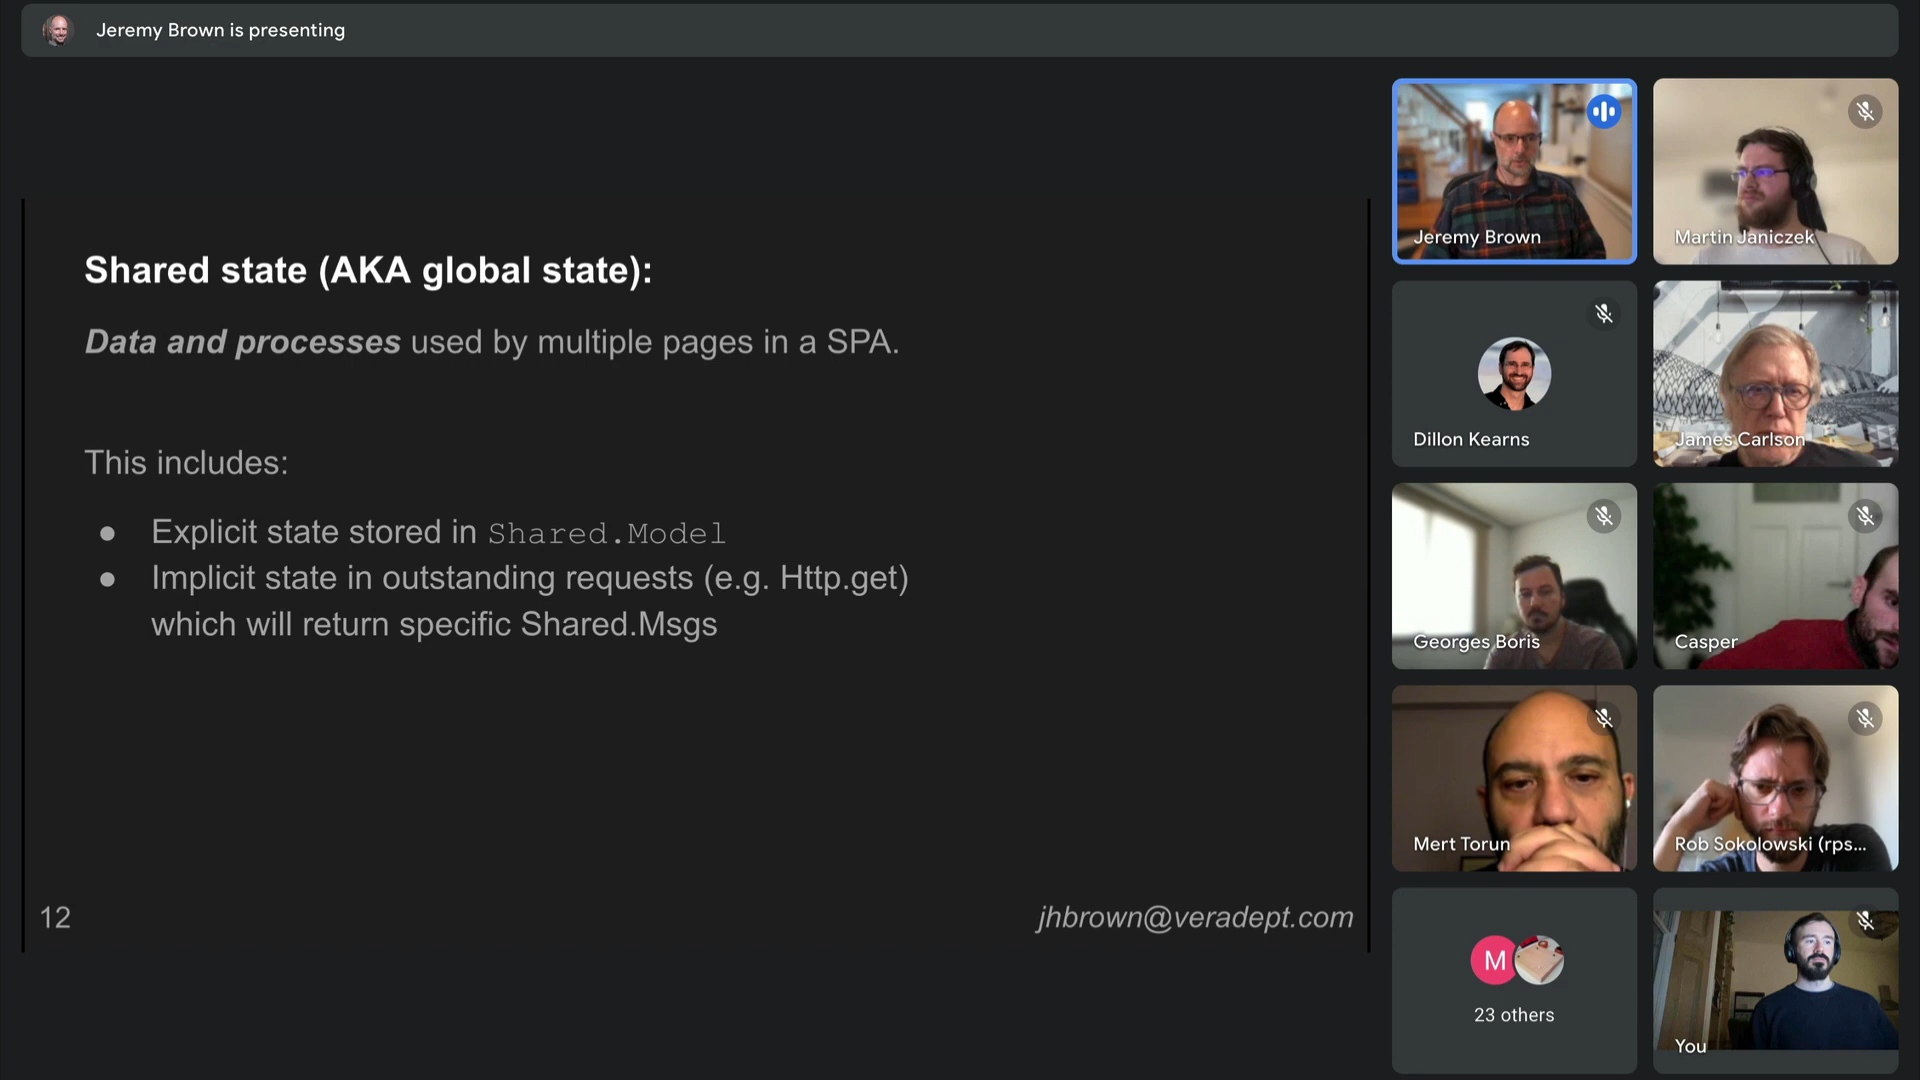 Jeremy Brown is presenting
Shared state (AKA global state):
Data and processes used by multiple pages in a SPA.
This includes:
● Explicit state stored in Shared.Model
● Implicit state in outstanding requests (e.g. Http.get)
which will return specific Shared.Msgs
12
jhbrown@veradept.com
Jeremy Brown
Martin Janiczek
Dillon Kearns
James Carlson
Georges Boris
Casper
Mert Torun
Rob Sokolowski (rps...
M
23 others
You